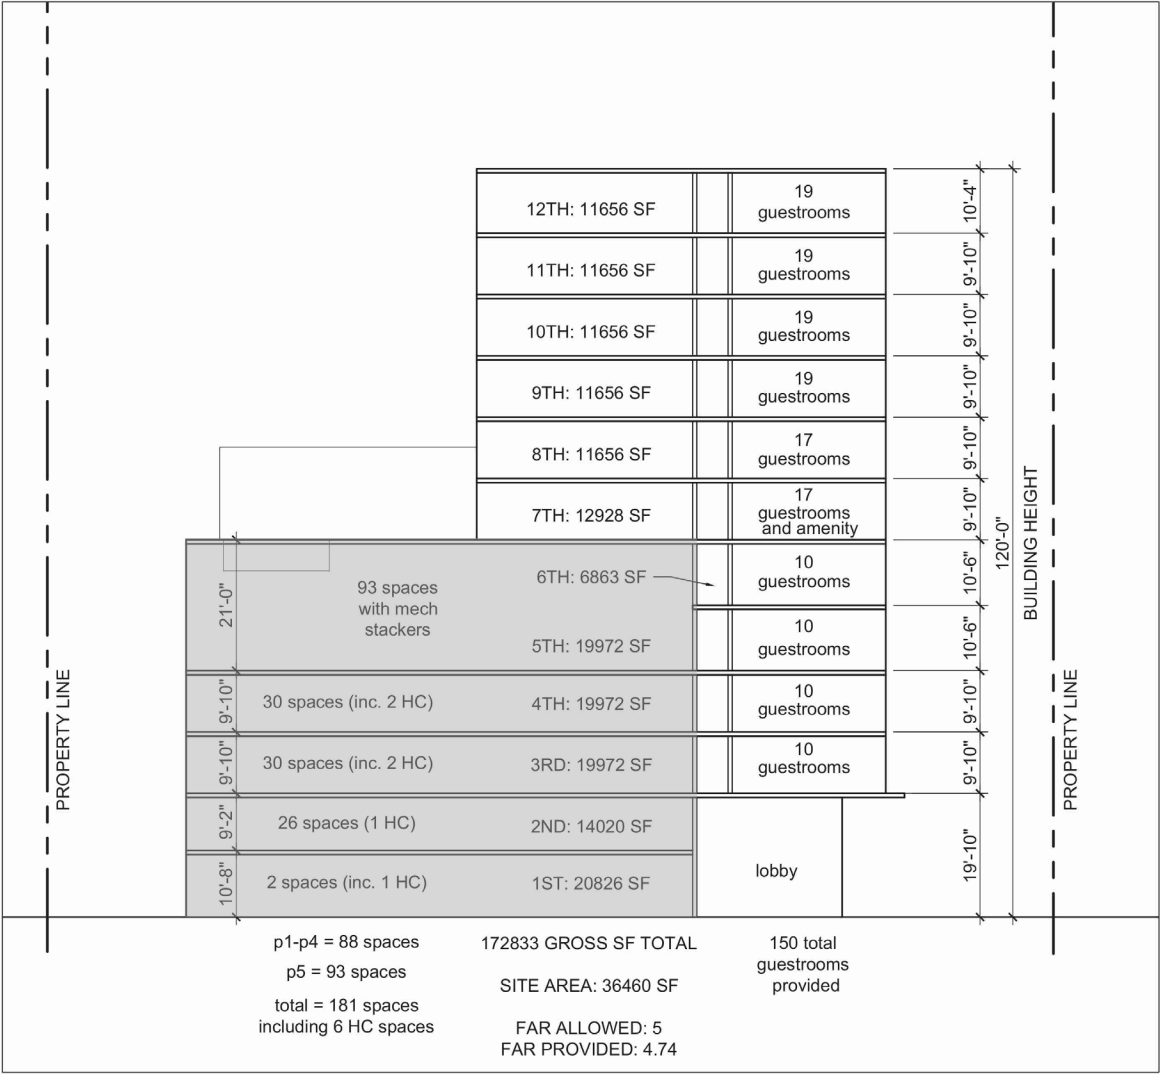 12TH: 11656 SF
19
guestrooms
10'-4"
11TH: 11656 SF
19
guestrooms
9'-10"
10TH: 11656 SF
19
guestrooms
9'-10"
9TH: 11656 SF
19
guestrooms
9'-10"
8TH: 11656 SF
17
guestrooms
9'-10"
7TH: 12928 SF
17
guestrooms
and amenity
9'-10"
120'-0"
BUILDING HEIGHT
21'-0"
93 spaces
with mech
stackers
6TH: 6863 SF
10
guestrooms
10'-6"
5TH: 19972 SF
10
guestrooms
10'-6"
PROPERTY LINE
9'-10"
30 spaces (inc. 2 HC)
4TH: 19972 SF
10
guestrooms
9'-10"
PROPERTY LINE
9'-10"
30 spaces (inc. 2 HC)
3RD: 19972 SF
10
guestrooms
9'-10"
9'-2"
26 spaces (1 HC)
2ND: 14020 SF
10'-8"
2 spaces (inc. 1 HC)
1ST: 20826 SF
lobby
19'-10"
p1-p4 = 88 spaces
p5 = 93 spaces
total = 181 spaces
including 6 HC spaces
172833 GROSS SF TOTAL
SITE AREA: 36460 SF
FAR ALLOWED: 5
FAR PROVIDED: 4.74
150 total
guestrooms
provided